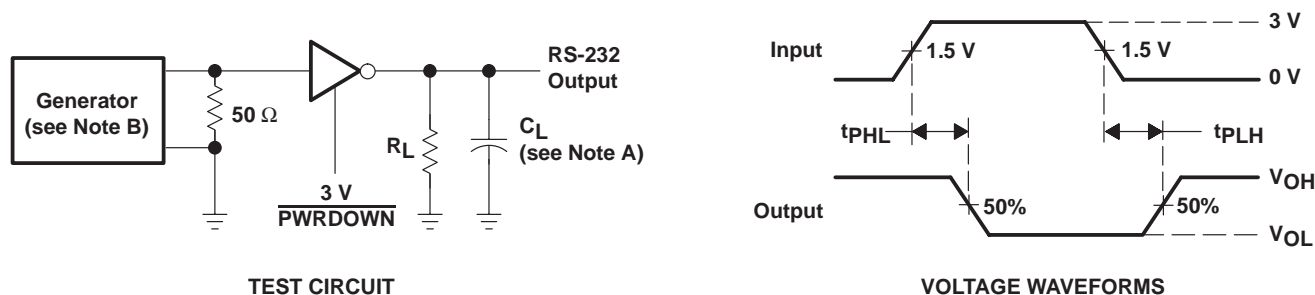 Generator
(see Note B)
50 Ω
3 V
PWRDOWN
RL
CL
(see Note A)
RS-232
Output
TEST CIRCUIT
Input
1.5 V
1.5 V
3 V
0 V
tPHL
tPLH
Output
50%
50%
VOH
VOL
VOLTAGE WAVEFORMS